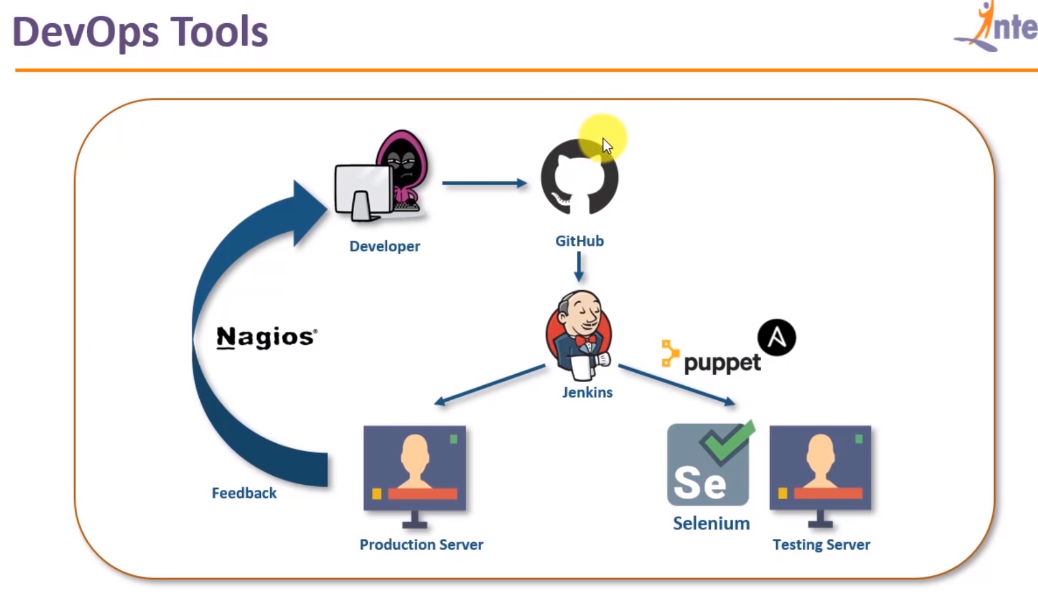 DevOps Tools
nte
Developer
GitHub
Nagios®
Jenkins
puppet
A
Feedback
Se
Selenium
Production Server
Testing Server